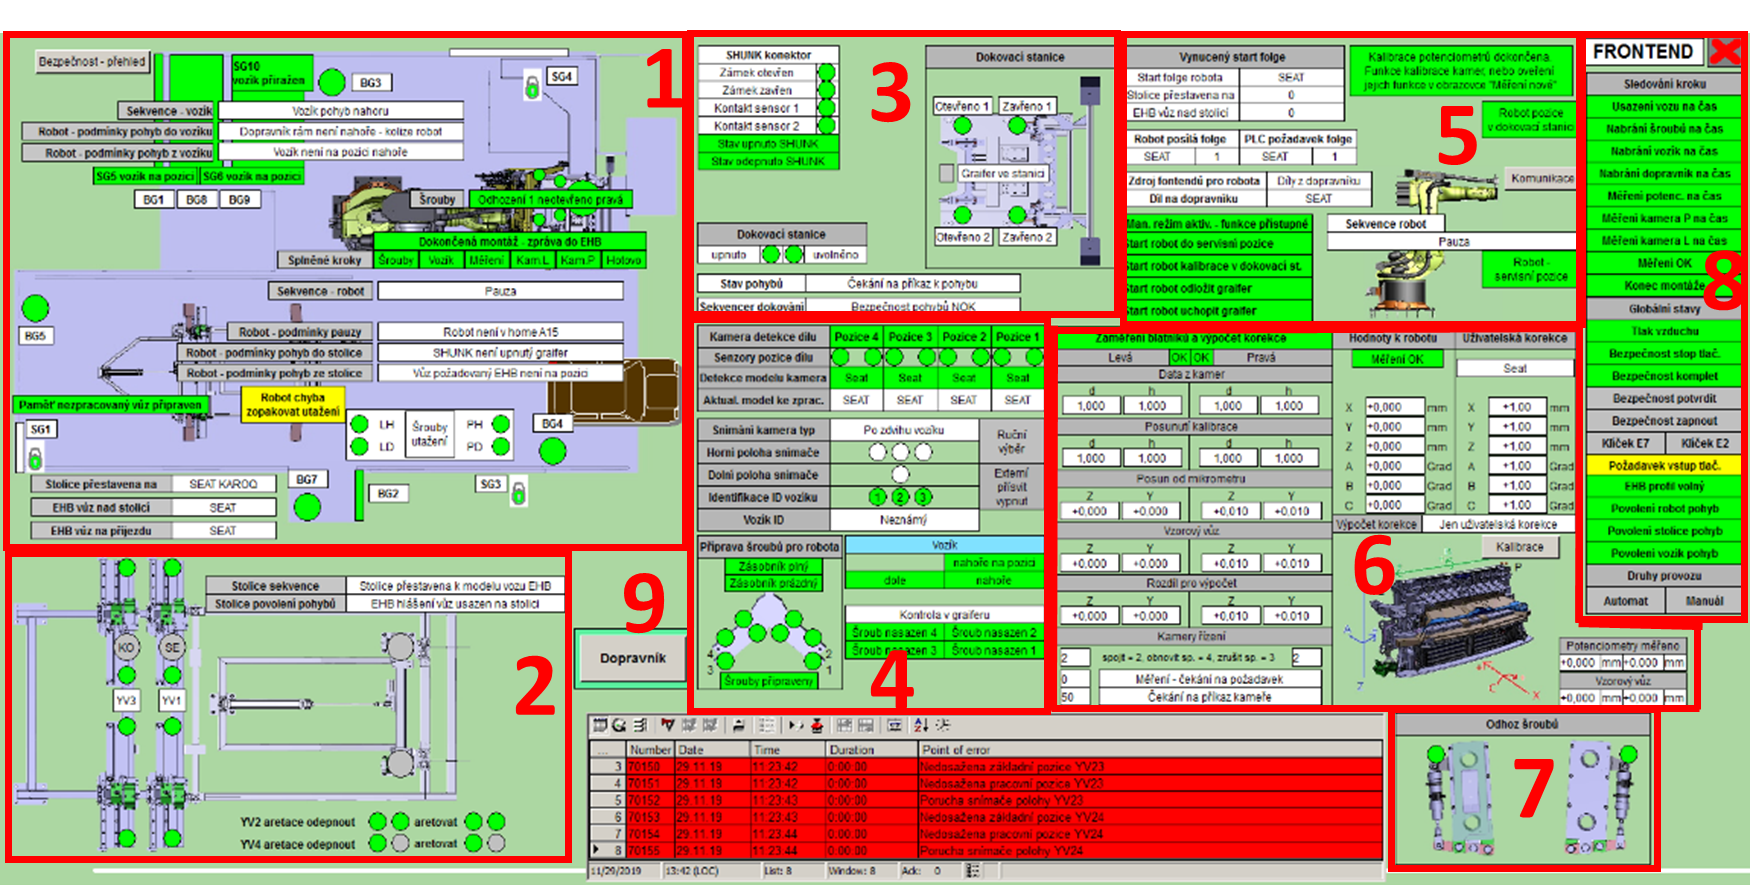 1
Bezpečnost - přehled
SG10
vozík přiražen
BG3
SG4
Sekvence - vozík
Vozík pohyb nahoru
Robot - podmínky pohyb do vozíku
Dopravník rám není nahoře - kolize robot
Robot - podmínky pohyb z vozíku
Vozík není na pozici nahoře
SG5 vozík na pozici
SG6 vozík na pozici
BG1
BG8
BG9
Šrouby
Odhození 1 neotevřeno pravá
Dokončená montáž - zpráva do EHB
Splněné kroky
Šrouby
Vozík
Měření
Kam.L
Kam.P
Hotovo
Sekvence - robot
Pauza
BG5
Robot - podmínky pauzy
Robot není v home A15
Robot - podmínky pohyb do stolice
SHUNK není upnutý graifer
Robot - podmínky pohyb ze stolice
Vůz požadovaný EHB není na pozici
Paměť nezpracovaný vůz připraven
Robot chyba
zopakovat utažení
LH
LD
Šrouby
utažení
PH
PD
BG4
SG1
BG7
BG2
SG3
Stolice přestavena na
SEAT KAROQ
EHB vůz nad stolicí
SEAT
EHB vůz na příjezdu
SEAT
2
Stolice sekvence
Stolice přestavena k modelu vozu EHB
Stolice povolení pohybů
EHB hlášení vůz usazen na stolici
KO
SE
YV3
YV1
YV2 aretace odepnout
aretovat
YV4 aretace odepnout
aretovat
3
SHUNK konektor
Zámek otevřen
Zámek zavřen
Kontakt sensor 1
Kontakt sensor 2
Stav upnuto SHUNK
Stav odepnuto SHUNK
Dokovací stanice
Otevřeno 1
Zavřeno 1
Graifer ve stanici
Otevřeno 2
Zavřeno 2
Dokovací stanice
upnuto
uvolněno
Stav pohybů
Čekání na příkaz k pohybu
Sekvencer dokování
Bezpečnost pohybů NOK
4
Kamera detekce dílu
Pozice 4
Pozice 3
Pozice 2
Pozice 1
Senzory pozice dílu
Detekce modelu kamera
Seat
Seat
Seat
Seat
Aktual. model ke zprac.
SEAT
SEAT
SEAT
SEAT
Snímání kamera typ
Po zdvihu vozíku
Ruční
výběr
Horní poloha snímače
Dolní poloha snímače
Externí
přísvit
vypnut
Identifikace ID vozíku
1
2
3
Vozík ID
Neznámý
Příprava šroubů pro robota
Zásobník plný
Zásobník prázdný
4
3
2
1
Šrouby připraveny
Vozík
nahoře na pozici
dole
nahoře
Kontrola v graiferu
Šroub nasazen 4
Šroub nasazen 2
Šroub nasazen 3
Šroub nasazen 1
5
Vynucený start folge
Start folge robota
SEAT
Stolice přestavena na
0
EHB vůz nad stolicí
0
Robot posílá folge
PLC požadavek folge
SEAT
1
SEAT
1
Zdroj fontendů pro robota
Díly z dopravníku
Díl na dopravníku
SEAT
Man. režim aktiv. - funkce přístupné
Start robot do servisní pozice
Start robot kalibrace v dokovací st.
Start robot odložit graifer
Start robot uchopit graifer
Kalibrace potenciometrů dokončena.
Funkce kalibrace kamer, nebo ověření
jejich funkce v obrazovce "Měření nové"
Robot pozice
v dokovací stanici
Komunikace
Sekvence robot
Pauza
Robot -
servisní pozice
6
Zaměření blatníků a výpočet korekce
Levá
OK
OK
Pravá
Data z kamer
d
h
d
h
1,000
1,000
1,000
1,000
Posunutí kalibrace
d
h
d
h
1,000
1,000
1,000
1,000
Posun od mikrometru
Z
Y
Z
Y
+0,000
+0.000
+0,010
+0,010
Vzorový vůz
Z
Y
Z
Y
+0,000
+0,000
+0,010
+0,010
Rozdíl pro výpočet
Z
Y
Z
Y
+0,000
+0,000
+0,010
+0,010
Kamery řízení
2
spojit = 2, obnovit sp. = 4, zrušt sp. = 3
2
0
Měření - čekání na požadavek
50
Čekání na příkaz kameře
Hodnoty k robotu
Uživatelská korekce
Měření OK
Seat
X
+0,000
mm
X
+1.00
mm
Y
+0,000
mm
Y
+1.00
mm
Z
+0,000
mm
Z
+1.00
mm
A
+0,000
Grad
A
+1.00
Grad
B
+0,000
Grad
B
+1.00
Grad
C
+0,000
Grad
C
+1.00
Grad
Výpočet korekce
Jen uživatelská korekce
Kalibrace
P
A
Z
C
X
Potenciometry měřeno
+0,000
mm
+0,000
mm
Vzorový vůz
+0,000
mm
+0,000
mm
7
Odhoz šroubů
8
FRONTEND
Sledování kroku
Usazení vozu na čas
Nabrání šroubů na čas
Nabrání vozík na čas
Nabrání dopravník na čas
Měření potenc. na čas
Měření kamera P na čas
Měření kamera L na čas
Měření OK
Konec montáže
Globální stavy
Tlak vzduchu
Bezpečnost stop tlač.
Bezpečnost komplet
Bezpečnost potvrdit
Bezpečnost zapnout
Klíček E7
Klíček E2
Požadavek vstup tlač.
EHB profil volný
Povolení robot pohyb
Povolení stolice pohyb
Povolení vozík pohyb
Druhy provozu
Automat
Manuál
9
Dopravník
...
Number
Date
Time
Duration
Point of error
3 70150 29.11.19 11:23:42 0:00:00 Nedosažena základní pozice YV23
4 70151 29.11.19 11:23:42 0:00:00 Nedosažena pracovní pozice YV23
5 70152 29.11.19 11:23:43 0:00:00 Porucha snímače polohy YV23
6 70153 29.11.19 11:23:43 0:00:00 Nedosažena základní pozice YV24
7 70154 29.11.19 11:23:44 0:00:00 Nedosažena pracovní pozice YV24
8 70155 29.11.19 11:23:44 0:00:00 Porucha snímače polohy YV24
11/29/2019
13:42 (LOC)
List: 8
Window: 8
Ack: 0